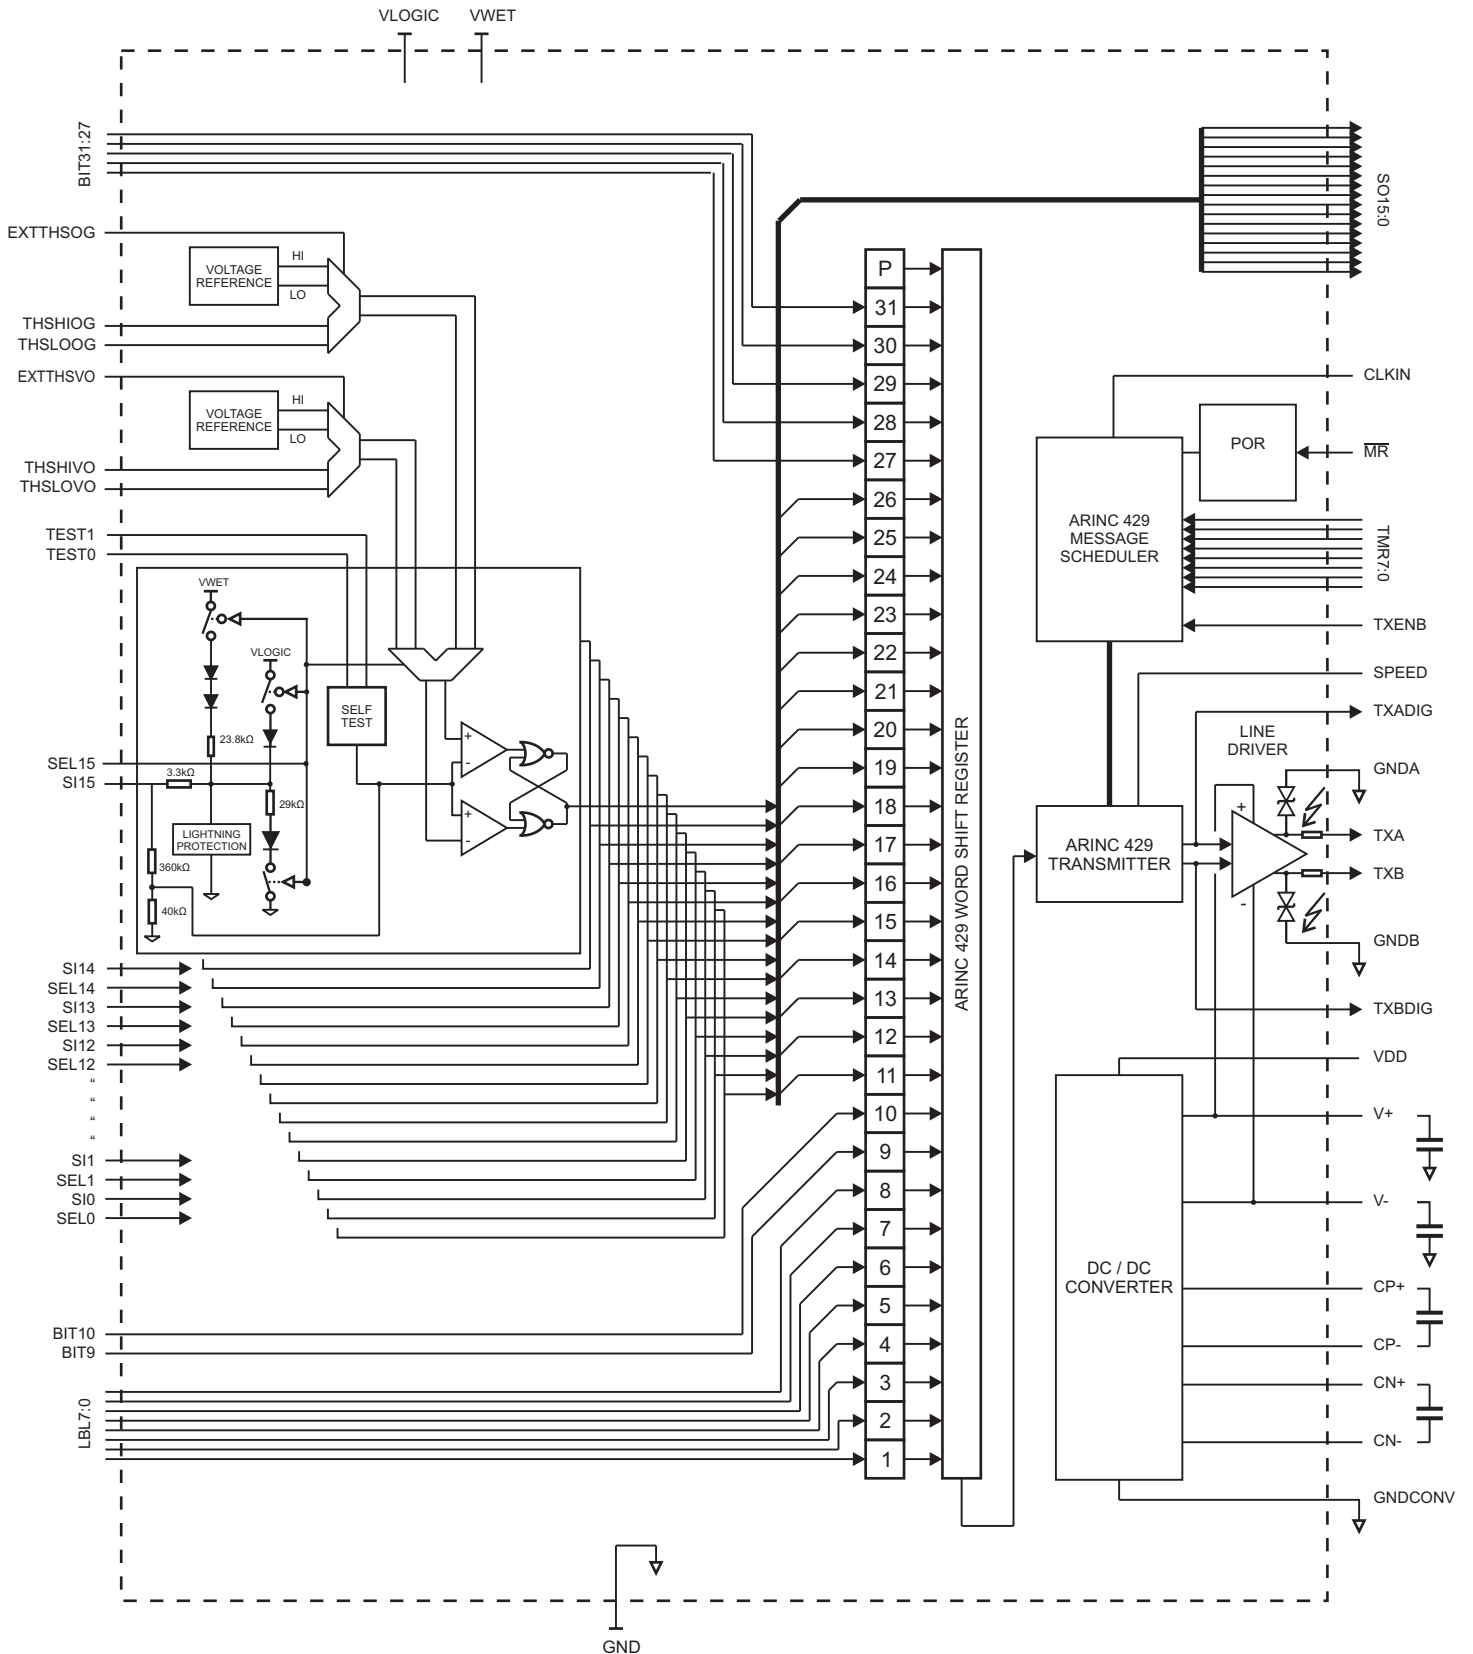 VLOGIC VWET
BIT31:27
EXTTHSOG
VOLTAGE
REFERENCE
HI
LO
THSHIOG
THSLOOG
EXTTHSVO
VOLTAGE
REFERENCE
HI
LO
THSHIVO
THSLOVO
TEST1
TEST0
VWET
VLOGIC
SELF
TEST
+
-
+
-
23.8kΩ
SEL15
SI15
3.3kΩ
29kΩ
LIGHTNING
PROTECTION
360kΩ
40kΩ
SI14
SEL14
SI13
SEL13
SI12
SEL12
“
“
“
“
SI1
SEL1
SI0
SEL0
BIT10
BIT9
LBL7:0
P
31
30
29
28
27
26
25
24
23
22
21
20
19
18
17
16
15
14
13
12
11
10
9
8
7
6
5
4
3
2
1
ARINC 429 WORD SHIFT REGISTER
SO15:0
CLKIN
POR
MR
ARINC 429
MESSAGE
SCHEDULER
TMR7:0
TXENB
SPEED
TXADIG
LINE
DRIVER
GNDA
+
-
ARINC 429
TRANSMITTER
TXA
TXB
GNDB
TXBDIG
VDD
V+
V-
DC / DC
CONVERTER
CP+
CP-
CN+
CN-
GNDCONV
GND